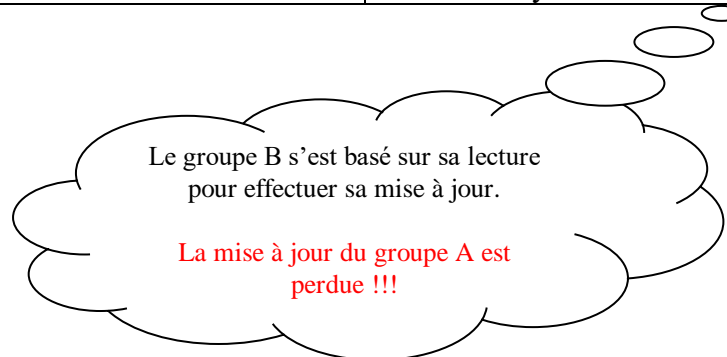 Le groupe B s’est basé sur sa lecture
pour effectuer sa mise à jour.
La mise à jour du groupe A est
perdue !!!